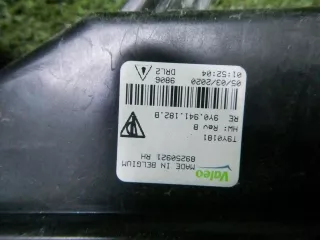 Valeo
MADE IN BELGIUM
89250921 RH
T9Y0181
HW: Rev B
RE 9Y0.941.182.B
9806
DRL2
05/03/2020
01:52:04